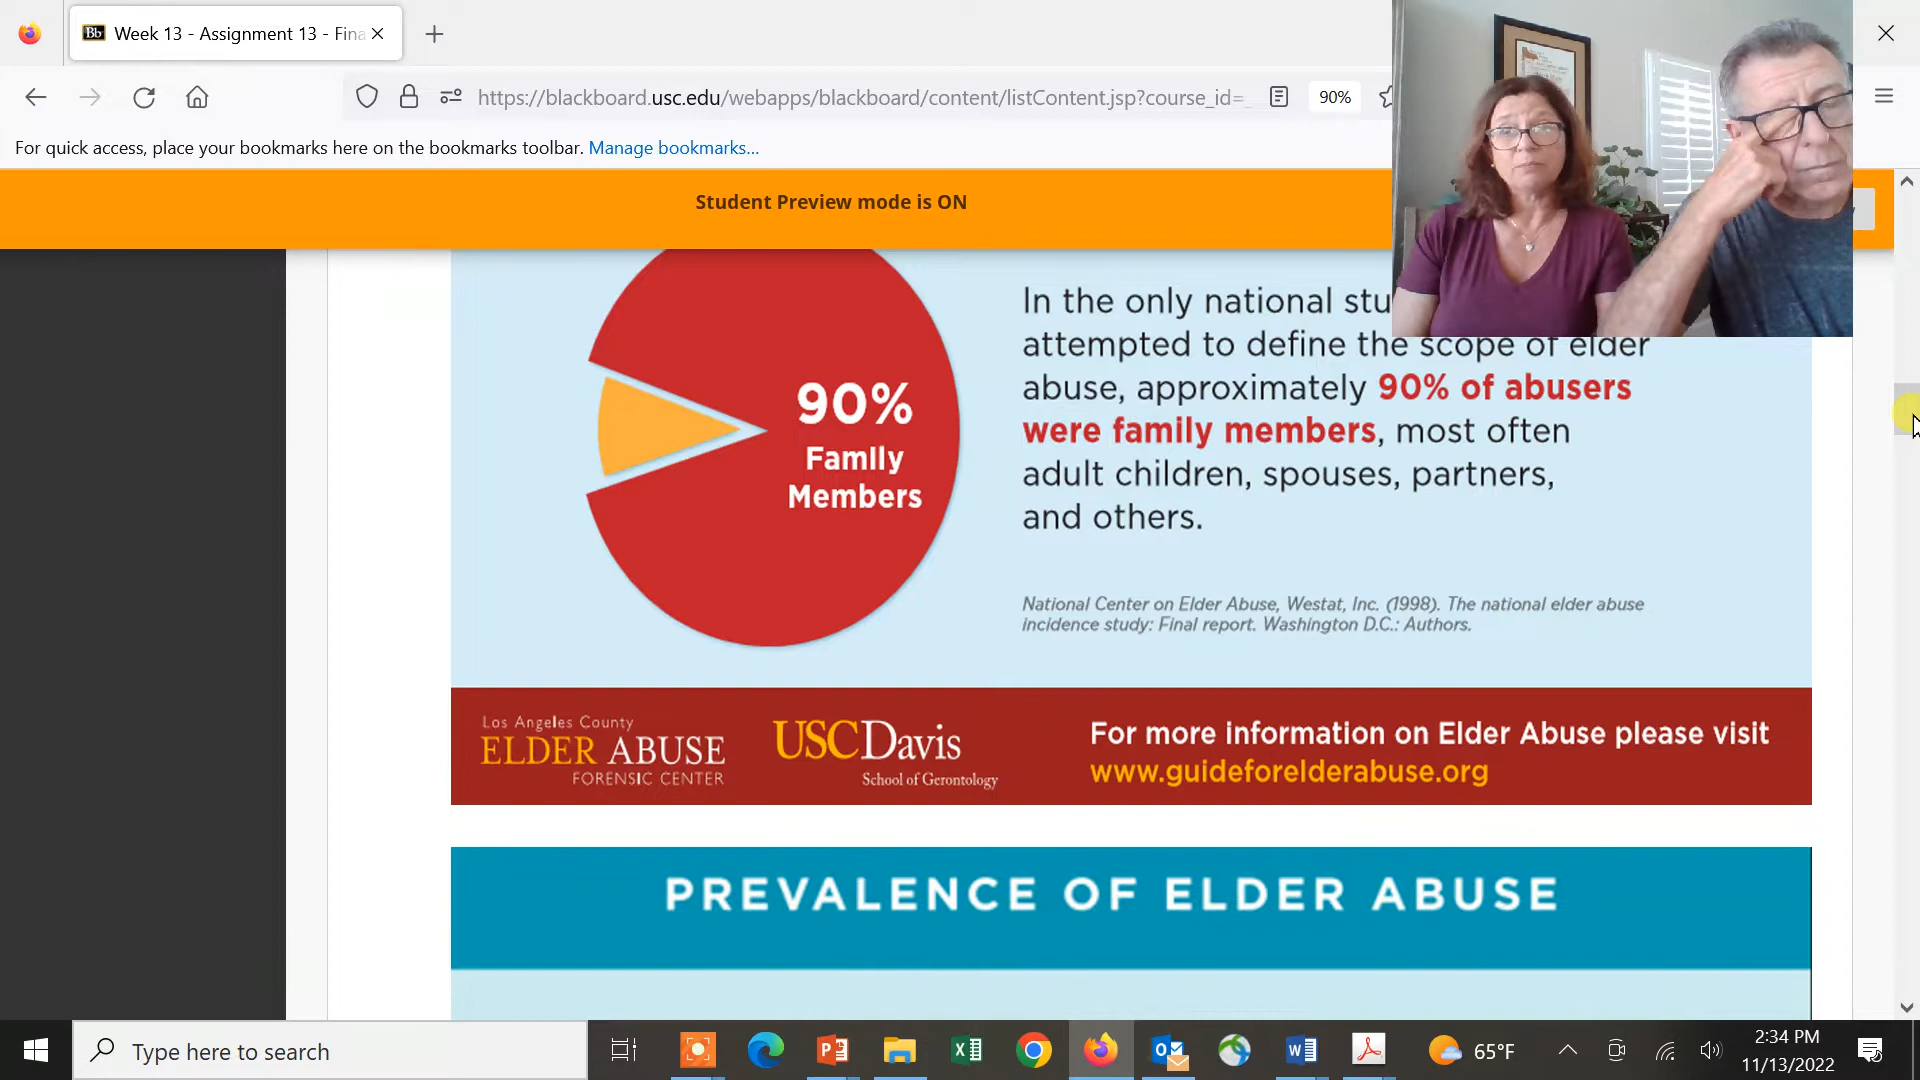 Week 13 - Assignment 13 - Fina
https://blackboard.usc.edu/webapps/blackboard/content/listContent.jsp?course_id=
90%
For quick access, place your bookmarks here on the bookmarks toolbar. Manage bookmarks...
Student Preview mode is ON
90%
Family
Members
In the only national stu
attempted to define the scope of elder
abuse, approximately 90% of abusers
were family members, most often
adult children, spouses, partners,
and others.
National Center on Elder Abuse, Westat, Inc. (1998). The national elder abuse
incidence study: Final report. Washington D.C.: Authors.
Los Angeles County
ELDER ABUSE
FORENSIC CENTER
USC Davis
School of Gerontology
For more information on Elder Abuse please visit
www.guideforelderabuse.org
PREVALENCE OF ELDER ABUSE
Type here to search
65°F
2:34 PM
11/13/2022